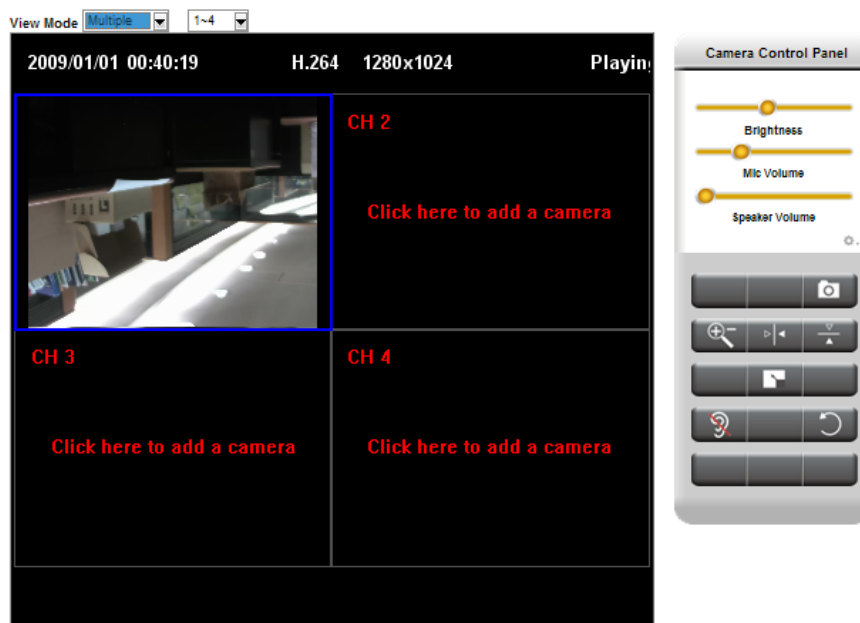 View Mode Multiple 1~4
2009/01/01 00:40:19 H.264 1280x1024 Playing
Camera Control Panel
Brightness
Mic Volume
Speaker Volume
CH 2
Click here to add a camera
CH 3
Click here to add a camera
CH 4
Click here to add a camera